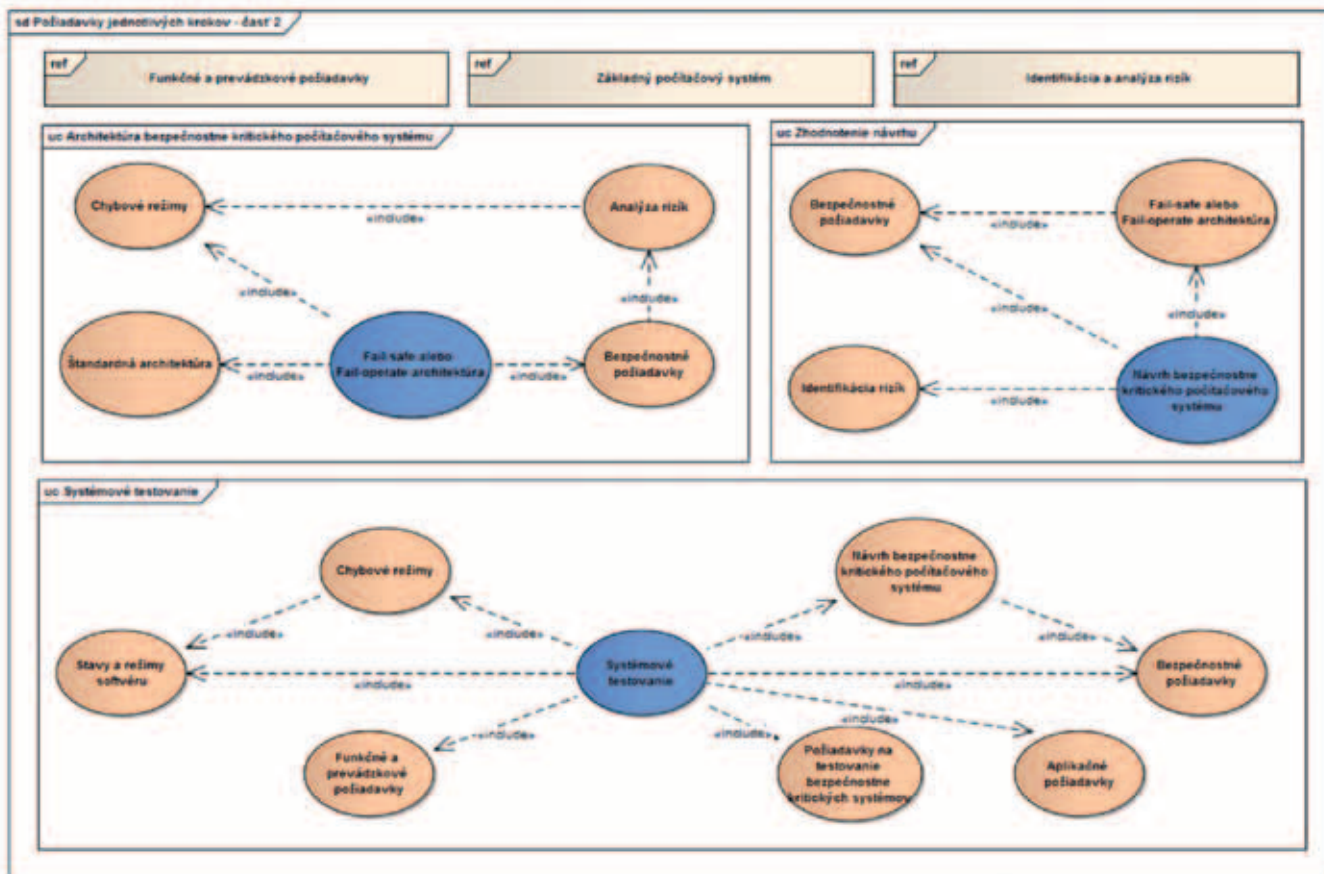 sd Požiadavky jednotlivých krokov - časť 2
ref
Funkčné a prevádzkové požiadavky
ref
Základný počítačový systém
ref
Identifikácia a analýza rizík
uc Architektúra bezpečnostne kritického počítačového systému
Chybové režimy
«include»
Analýza rizík
«include»
«include»
Štandardná architektúra
«include»
Fail-safe alebo
Fail-operate architektúra
«include»
Bezpečnostné
požiadavky
uc Zhodnotenie návrhu
Bezpečnostné
požiadavky
«include»
Fail-safe alebo
Fail-operate architektúra
«include»
«include»
Identifikácia rizík
«include»
Návrh bezpečnostne
kritického počítačového
systému
uc Systémové testovanie
Chybové režimy
Návrh bezpečnostne
kritického počítačového
systému
«include»
«include»
«include»
«include»
Stavy a režimy
softvéru
«include»
Systémové
testovanie
«include»
Bezpečnostné
požiadavky
«include»
«include»
«include»
Funkčné a
prevádzkové
požiadavky
Požiadavky na
testovanie
bezpečnostne
kritických systémov
Aplikačné
požiadavky